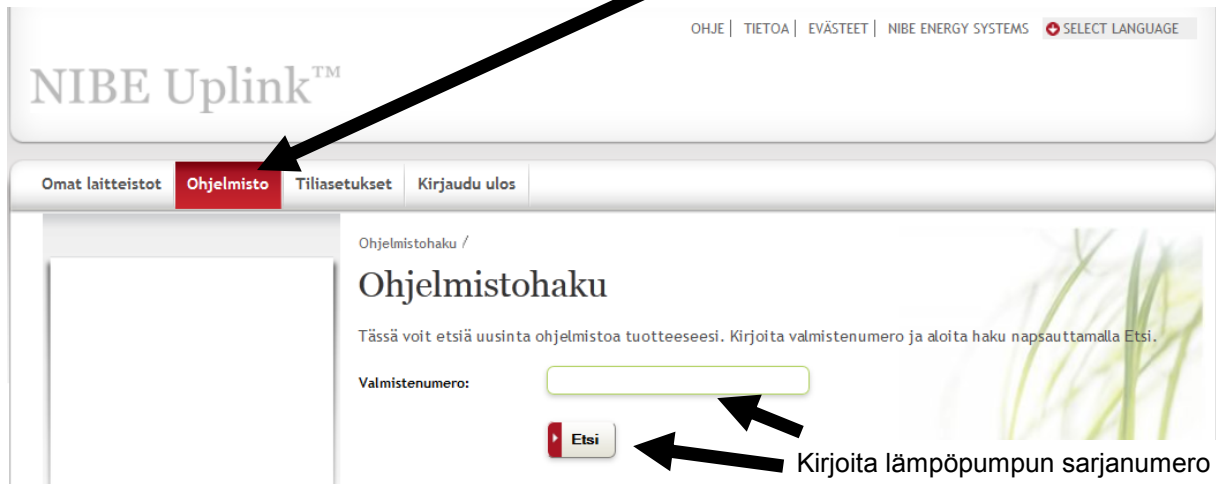 OHJE | TIETOA | EVÄSTEET | NIBE ENERGY SYSTEMS SELECT LANGUAGE
NIBE Uplink™
Omat laitteistot Ohjelmisto Tiliasetukset Kirjaudu ulos
Ohjelmistohaku /
Ohjelmistohaku
Tässä voit etsiä uusinta ohjelmistoa tuotteeseesi. Kirjoita valmistenumero ja aloita haku napsauttamalla Etsi.
Valmistenumero:
Etsi
Kirjoita lämpöpumpun sarjanumero